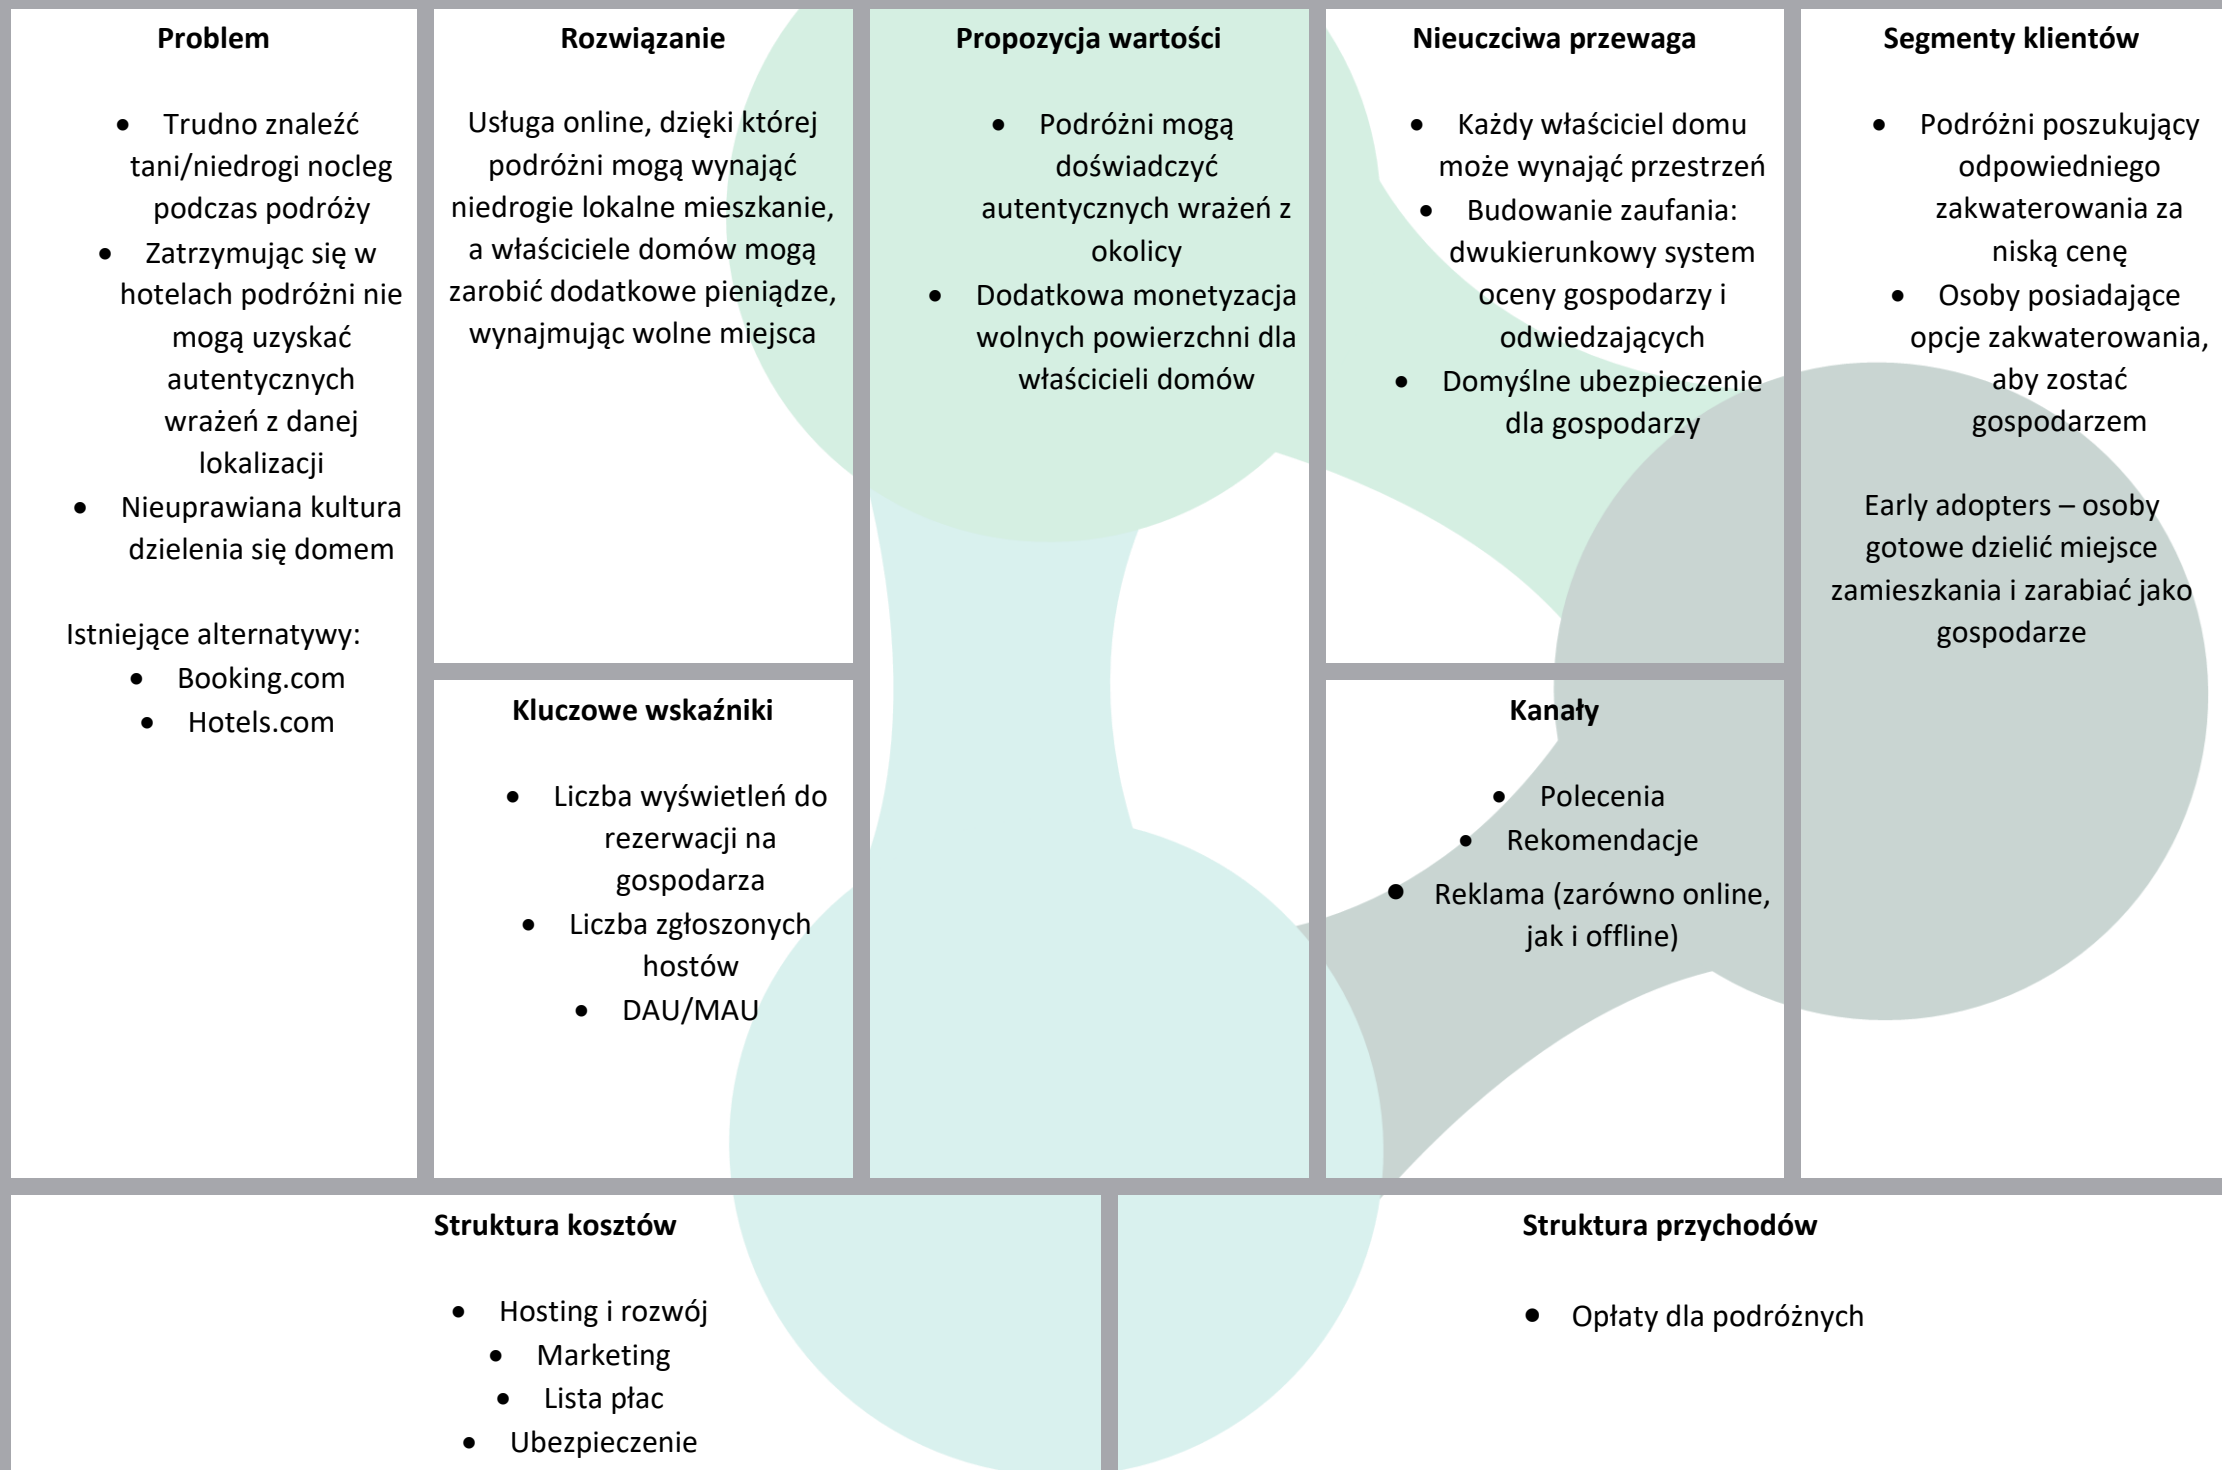 Problem
• Trudno znaleźć
tani/niedrogi nocleg
podczas podróży
• Zatrzymując się w
hotelach podróżni nie
mogą uzyskać
autentycznych
wrażeń z danej
lokalizacji
• Nieuprawiana kultura
dzielenia się domem
Istniejące alternatywy:
• Booking.com
• Hotels.com
Rozwiązanie
Usługa online, dzięki której
podróżni mogą wynająć
niedrogie lokalne mieszkanie,
a właściciele domów mogą
zarobić dodatkowe pieniądze,
wynajmując wolne miejsca
Kluczowe wskaźniki
• Liczba wyświetleń do
rezerwacji na
gospodarza
• Liczba zgłoszonych
hostów
• DAU/MAU
Propozycja wartości
• Podróżni mogą
doświadczyć
autentycznych wrażeń z
okolicy
• Dodatkowa monetyzacja
wolnych powierzchni dla
właścicieli domów
Nieuczciwa przewaga
• Każdy właściciel domu
może wynająć przestrzeń
• Budowanie zaufania:
dwukierunkowy system
oceny gospodarzy i
odwiedzających
• Domyślne ubezpieczenie
dla gospodarzy
Kanały
• Polecenia
• Rekomendacje
• Reklama (zarówno online,
jak i offline)
Segmenty klientów
• Podróżni poszukujący
odpowiedniego
zakwaterowania za
niską cenę
• Osoby posiadające
opcje zakwaterowania,
aby zostać
gospodarzem
Early adopters – osoby
gotowe dzielić miejsce
zamieszkania i zarabiać jako
gospodarze
Struktura kosztów
• Hosting i rozwój
• Marketing
• Lista płac
• Ubezpieczenie
Struktura przychodów
• Opłaty dla podróżnych